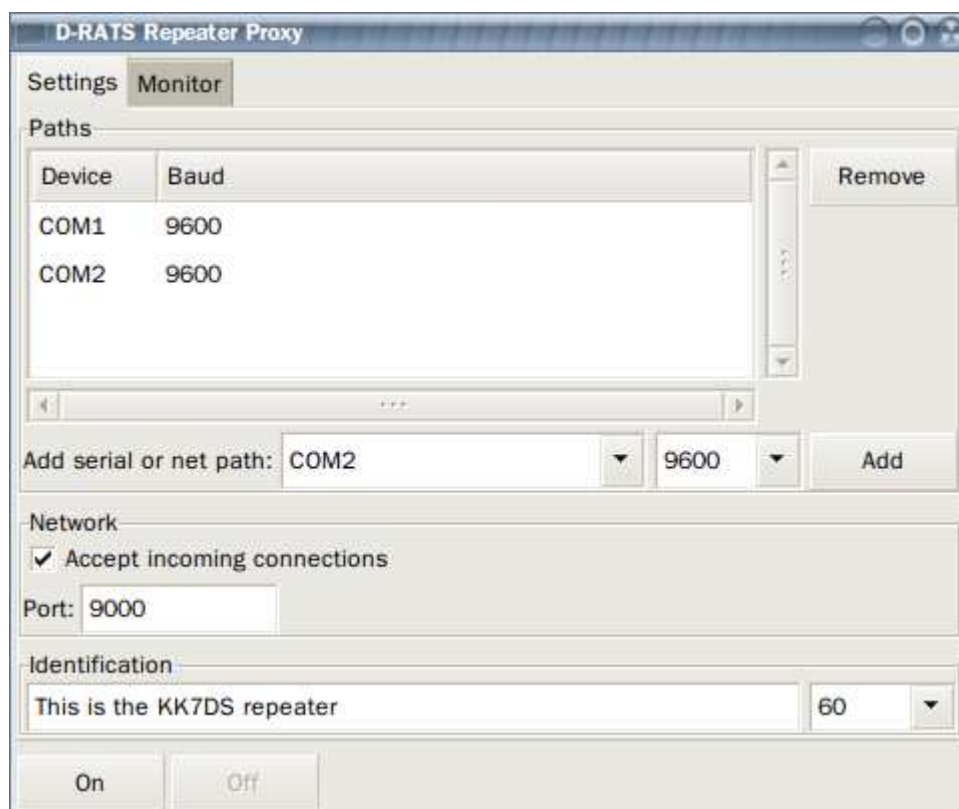 D-RATS Repeater Proxy
Settings Monitor
Paths
Device Baud Remove
COM1 9600
COM2 9600
Add serial or net path: COM2 9600 Add
Network
Accept incoming connections
Port: 9000
Identification
This is the KK7DS repeater 60
On Off